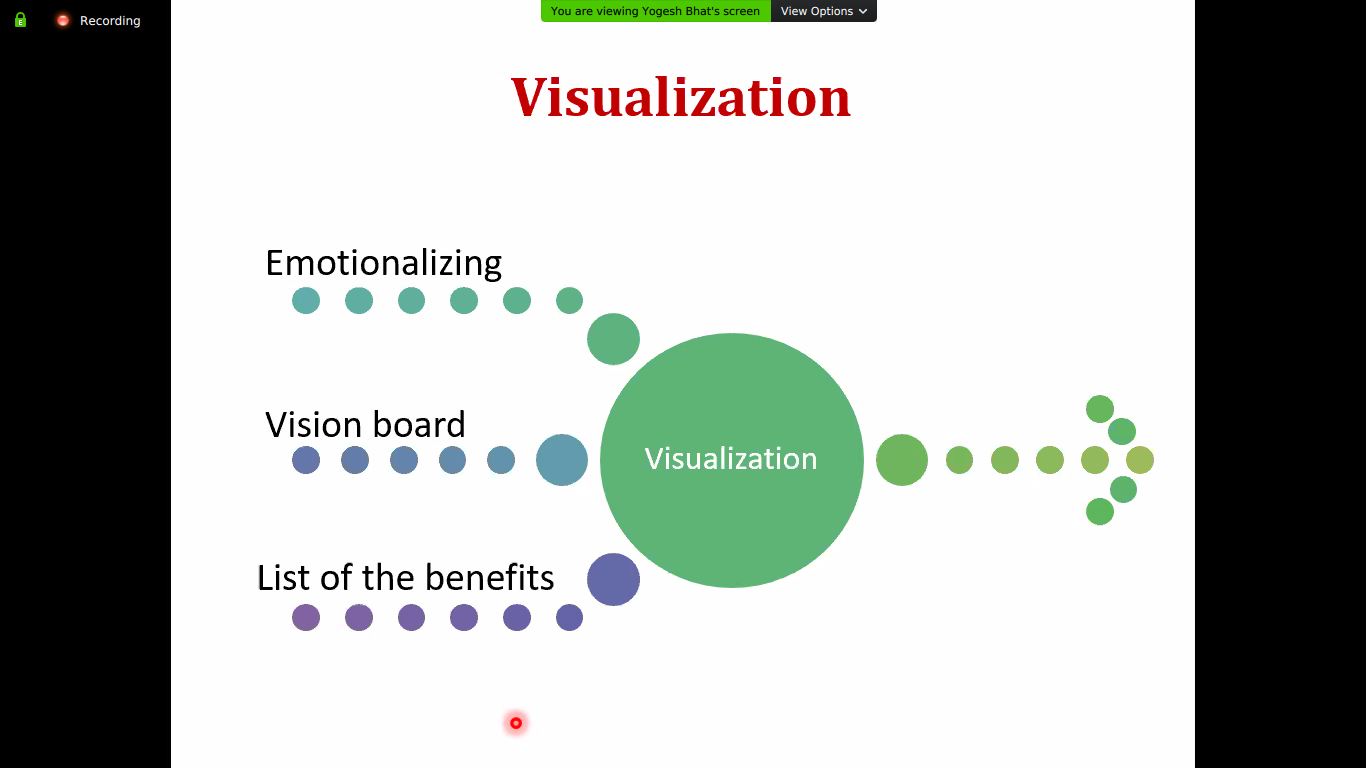 Recording
You are viewing Yogesh Bhat's screen View Options
Visualization
Emotionalizing
Vision board
Visualization
List of the benefits